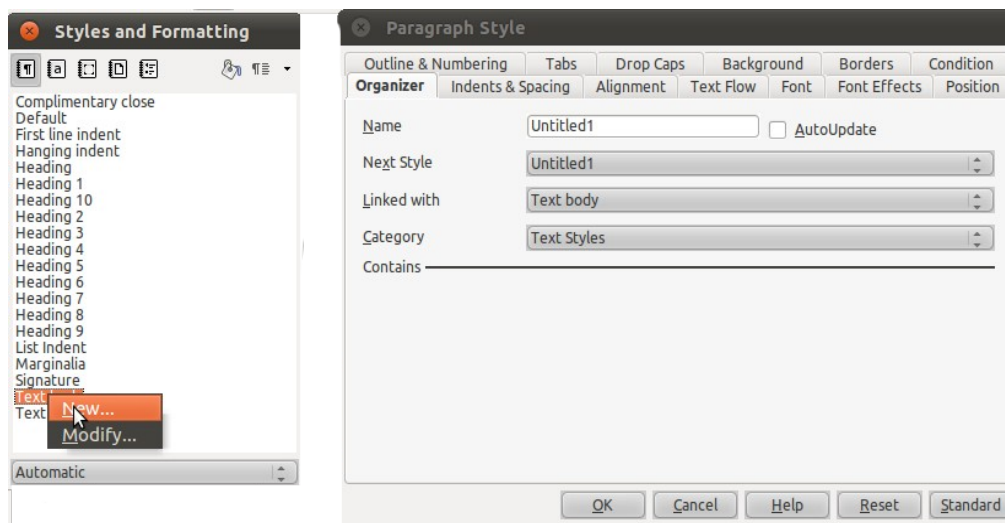 Styles and Formatting
Complimentary close
Default
First line indent
Hanging indent
Heading
Heading 1
Heading 10
Heading 2
Heading 3
Heading 4
Heading 5
Heading 6
Heading 7
Heading 8
Heading 9
List Indent
Marginalia
Signature
Text
Text
New...
Modify...
Automatic
Paragraph Style
Outline & Numbering Tabs Drop Caps Background Borders Condition
Organizer Indents & Spacing Alignment Text Flow Font Font Effects Position
Name Untitled1 AutoUpdate
Next Style Untitled1
Linked with Text body
Category Text Styles
Contains
OK Cancel Help Reset Standard